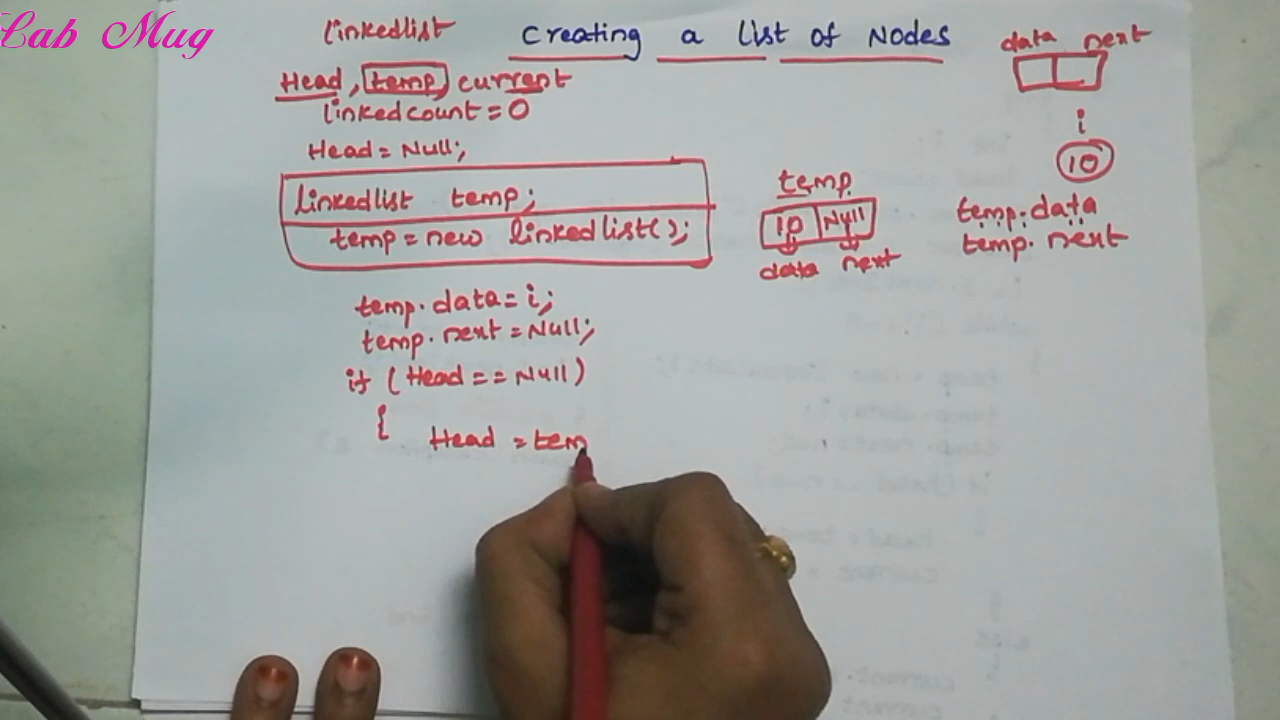 Lab Mug
linkedlist
Creating a List of Nodes
data next
Head, temp, current
linkedcount = 0
Head = Null;
i
10
linkedlist temp;
temp = new linkedlist();
temp
10 Null
data next
temp.data
temp.next
temp.data = i;
temp.next = Null;
if (Head == Null)
{
Head = tem